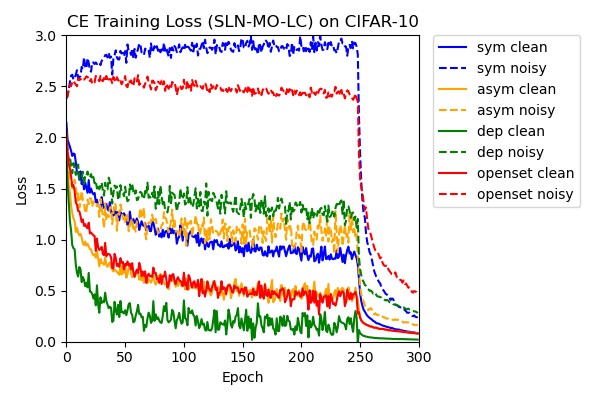 CE Training Loss (SLN-MO-LC) on CIFAR-10
3.0
2.5
2.0
1.5
1.0
0.5
0.0
Loss
0 50 100 150 200 250 300
Epoch
sym clean
sym noisy
asym clean
asym noisy
dep clean
dep noisy
openset clean
openset noisy